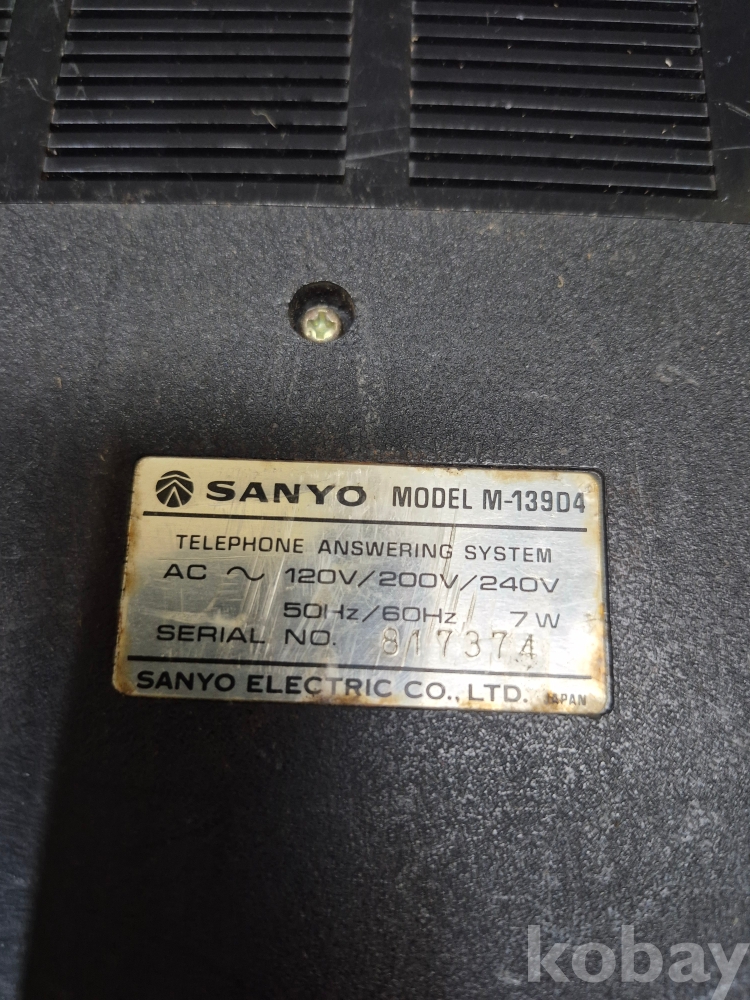 SANYO MODEL M-139D4
TELEPHONE ANSWERING SYSTEM
AC ~ 120V/200V/240V
50Hz/60Hz 7W
SERIAL NO. 817374
SANYO ELECTRIC CO., LTD. JAPAN
kobay